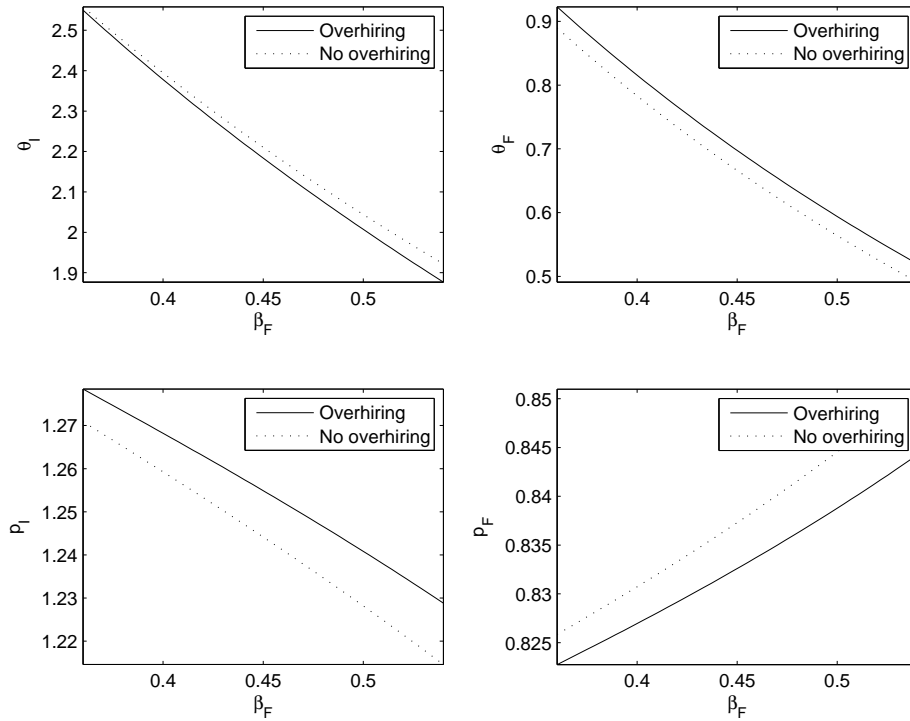 2.5
2.4
2.3
2.2
2.1
2
1.9
θI
0.4 0.45 0.5
βF
Overhiring
No overhiring
0.9
0.8
0.7
0.6
0.5
θF
0.4 0.45 0.5
βF
Overhiring
No overhiring
1.27
1.26
1.25
1.24
1.23
1.22
pI
0.4 0.45 0.5
βF
Overhiring
No overhiring
0.85
0.845
0.84
0.835
0.83
0.825
pF
0.4 0.45 0.5
βF
Overhiring
No overhiring